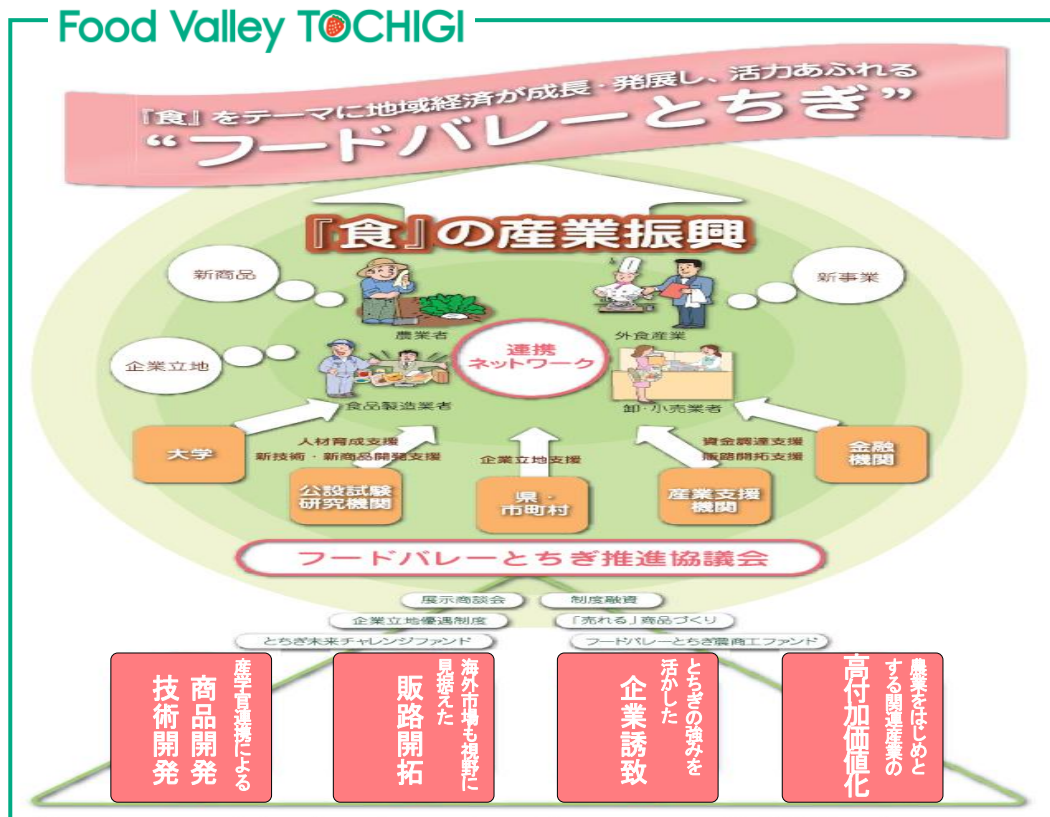 Food Valley TOCHIGI
『食』をテーマに地域経済が成長・発展し、活力あふれる
“フードバレーとちぎ”
『食』の産業振興
新商品
新事業
農業者
外食産業
連携
ネットワーク
企業立地
食品製造業者
卸・小売業者
大学
人材育成支援
新技術・新商品開発支援
企業立地支援
資金調達支援
販路開拓支援
金融
機関
公設試験
研究機関
県・
市町村
産業支援
機関
フードバレーとちぎ推進協議会
展示商談会
制度融資
企業立地優遇制度
「売れる」商品づくり
とちぎ未来チャレンジファンド
フードバレーとちぎ農商工ファンド
産学官連携による
商品開発
技術開発
海外市場も視野に
見据えた
販路開拓
とちぎの強みを
活かした
企業誘致
農業をはじめと
する関連産業の
高付加価値化